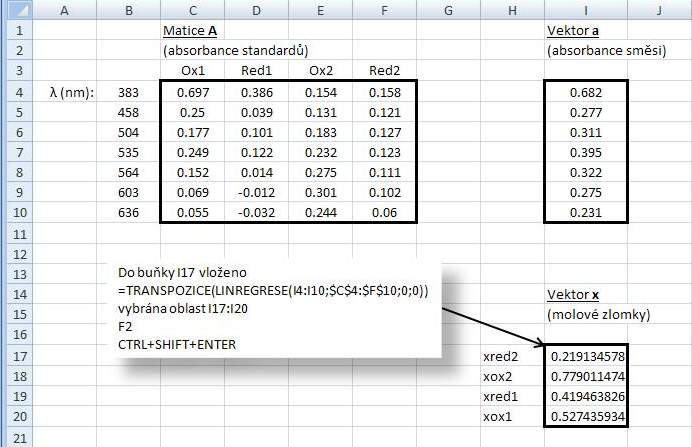 A B C D E F G H I J
1 Matice A Vektor a
2 (absorbance standardů) (absorbance směsi)
3 Ox1 Red1 Ox2 Red2
4 λ (nm): 383 0.697 0.386 0.154 0.158 0.682
5 458 0.25 0.039 0.131 0.121 0.277
6 504 0.177 0.101 0.183 0.127 0.311
7 535 0.249 0.122 0.232 0.123 0.395
8 564 0.152 0.014 0.275 0.111 0.322
9 603 0.069 -0.012 0.301 0.102 0.275
10 636 0.055 -0.032 0.244 0.06 0.231
11
12
13
Do buňky I17 vloženo
=TRANSPOZICE(LINREGRESE(I4:I10;$C$4:$F$10;0;0))
vybrána oblast I17:I20
F2
CTRL+SHIFT+ENTER
14 Vektor x
15 (molové zlomky)
16
17 xred2 0.219134578
18 xox2 0.779011474
19 xred1 0.419463826
20 xox1 0.527435934
21